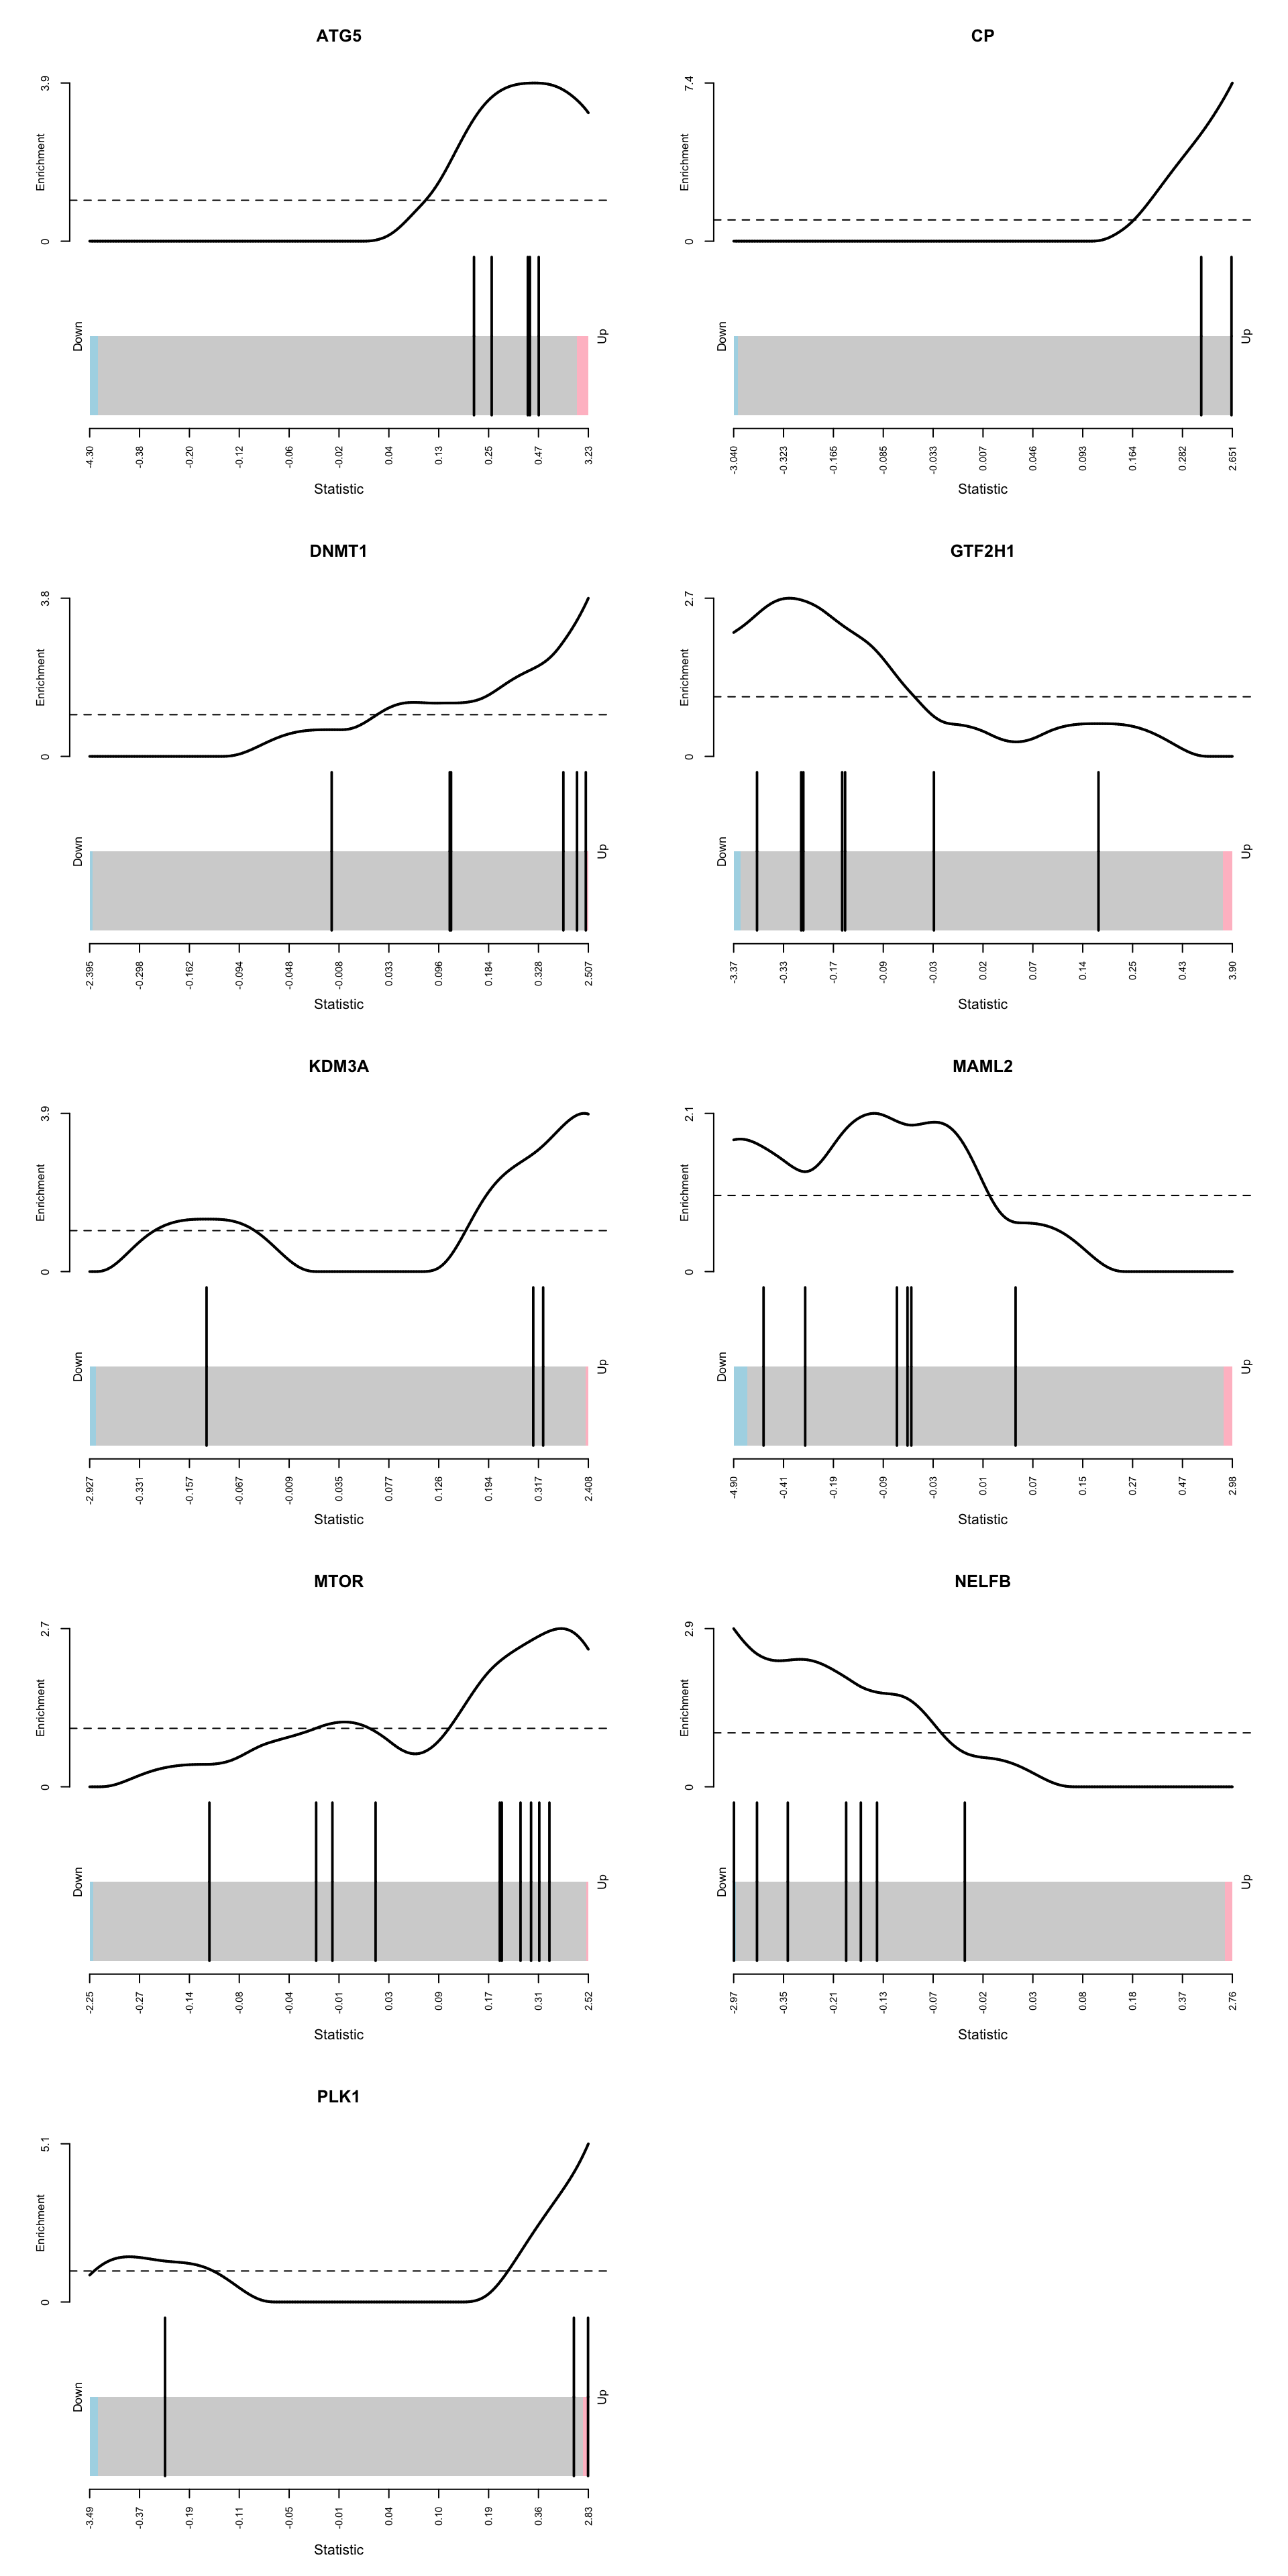 ATG5
3.9
Enrichment
0
Down
Up
-4.30 -0.38 -0.20 -0.12 -0.06 -0.02 0.04 0.13 0.25 0.47 3.23
Statistic
CP
7.4
Enrichment
0
Down
Up
-3.040 -0.323 -0.165 -0.085 -0.033 0.007 0.046 0.093 0.164 0.282 2.651
Statistic
DNMT1
3.8
Enrichment
0
Down
Up
-2.395 -0.298 -0.162 -0.094 -0.048 -0.008 0.033 0.096 0.184 0.328 2.507
Statistic
GTF2H1
2.7
Enrichment
0
Down
Up
-3.37 -0.33 -0.17 -0.09 -0.03 0.02 0.07 0.14 0.25 0.43 3.90
Statistic
KDM3A
3.9
Enrichment
0
Down
Up
-2.927 -0.331 -0.157 -0.067 -0.009 0.035 0.077 0.126 0.194 0.317 2.408
Statistic
MAML2
2.1
Enrichment
0
Down
Up
-4.90 -0.41 -0.19 -0.09 -0.03 0.01 0.07 0.15 0.27 0.47 2.98
Statistic
MTOR
2.7
Enrichment
0
Down
Up
-2.25 -0.27 -0.14 -0.08 -0.04 -0.01 0.03 0.09 0.17 0.31 2.52
Statistic
NELFB
2.9
Enrichment
0
Down
Up
-2.97 -0.35 -0.21 -0.13 -0.07 -0.02 0.03 0.08 0.18 0.37 2.76
Statistic
PLK1
5.1
Enrichment
0
Down
Up
-3.49 -0.37 -0.19 -0.11 -0.05 -0.01 0.04 0.10 0.19 0.36 2.83
Statistic